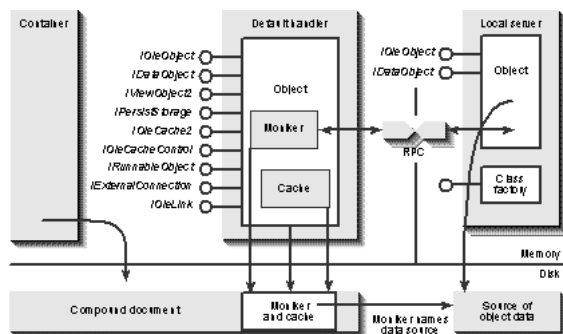 Container
Default handler
Local server
IOleObject
IDataObject
IViewObject2
IPersistStorage
IOleCache2
IOleCacheControl
IRunnableObject
IExternalConnection
IOleLink
Object
Moniker
Cache
RPC
IOleObject
IDataObject
Object
Class
factory
Memory
Disk
Compound document
Moniker
and cache
Moniker names
data source
Source of
object data